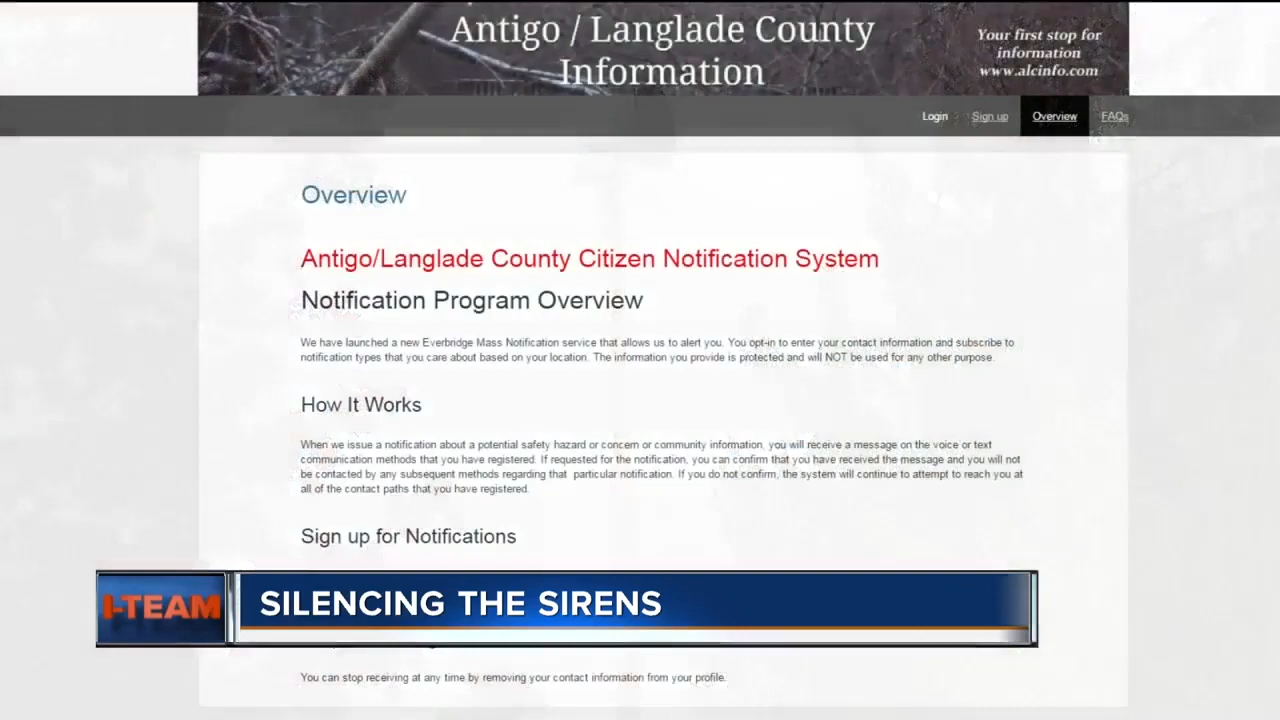 Antigo / Langlade County
Information
Your first stop for
information
www.alcinfo.com
Login
Sign up
Overview
FAQs
Overview
Antigo/Langlade County Citizen Notification System
Notification Program Overview
We have launched a new Everbridge Mass Notification service that allows us to alert you. You opt-in to enter your contact information and subscribe to
notification types that you care about based on your location. The information you provide is protected and will NOT be used for any other purpose.
How It Works
When we issue a notification about a potential safety hazard or concern or community information, you will receive a message on the voice or text
communication methods that you have registered. If requested for the notification, you can confirm that you have received the message and you will not
be contacted by any subsequent methods regarding that particular notification. If you do not confirm, the system will continue to attempt to reach you at
all of the contact paths that you have registered.
Sign up for Notifications
I-TEAM
SILENCING THE SIRENS
You can stop receiving at any time by removing your contact information from your profile.